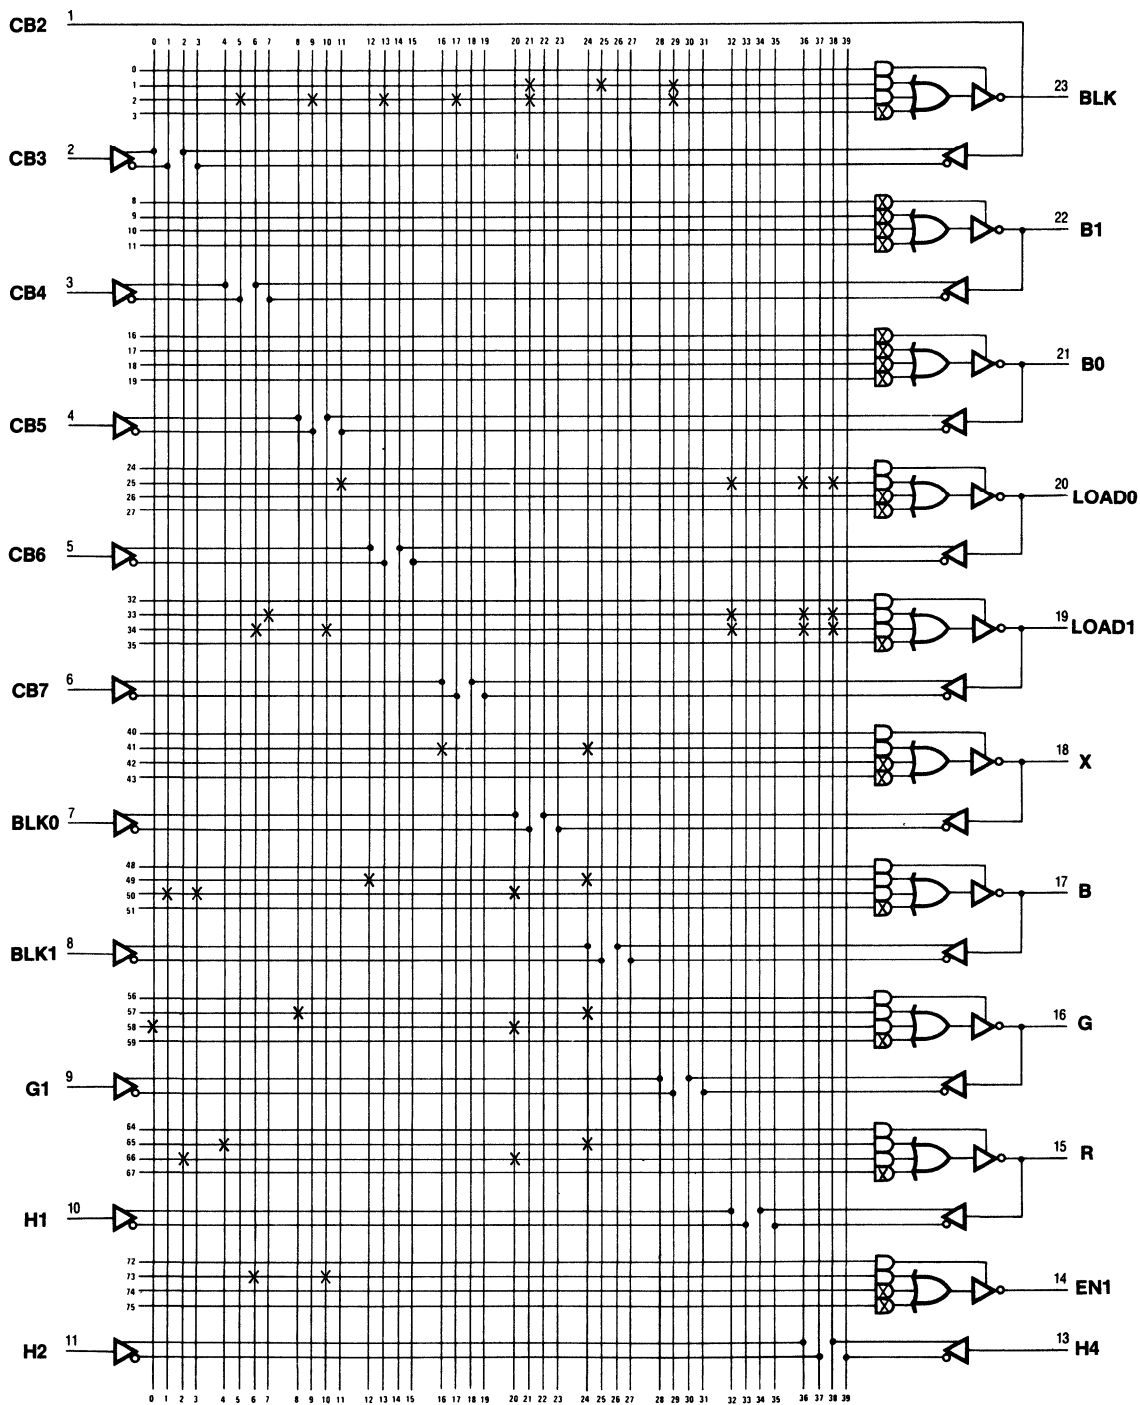 CB2 1
0 1 2 3 4 5 6 7 8 9 10 11 12 13 14 15 16 17 18 19 20 21 22 23 24 25 26 27 28 29 30 31 32 33 34 35 36 37 38 39
0
1
2
3
23 BLK
CB3 2
8
9
10
11
22 B1
CB4 3
16
17
18
19
21 B0
CB5 4
24
25
26
27
20 LOAD0
CB6 5
32
33
34
35
19 LOAD1
CB7 6
40
41
42
43
18 X
BLK0 7
48
49
50
51
17 B
BLK1 8
56
57
58
59
16 G
G1 9
64
65
66
67
15 R
H1 10
72
73
74
75
14 EN1
H2 11
13 H4
0 1 2 3 4 5 6 7 8 9 10 11 12 13 14 15 16 17 18 19 20 21 22 23 24 25 26 27 28 29 30 31 32 33 34 35 36 37 38 39